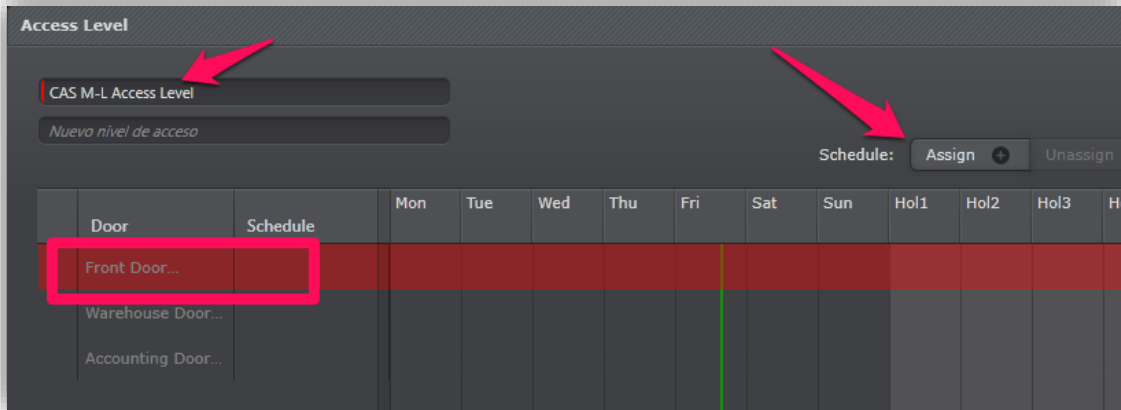 Access Level
CAS M-L Access Level
Nuevo nivel de acceso
Schedule: Assign Unassign
Mon Tue Wed Thu Fri Sat Sun Hol1 Hol2 Hol3 H
Door Schedule
Front Door...
Warehouse Door...
Accounting Door...